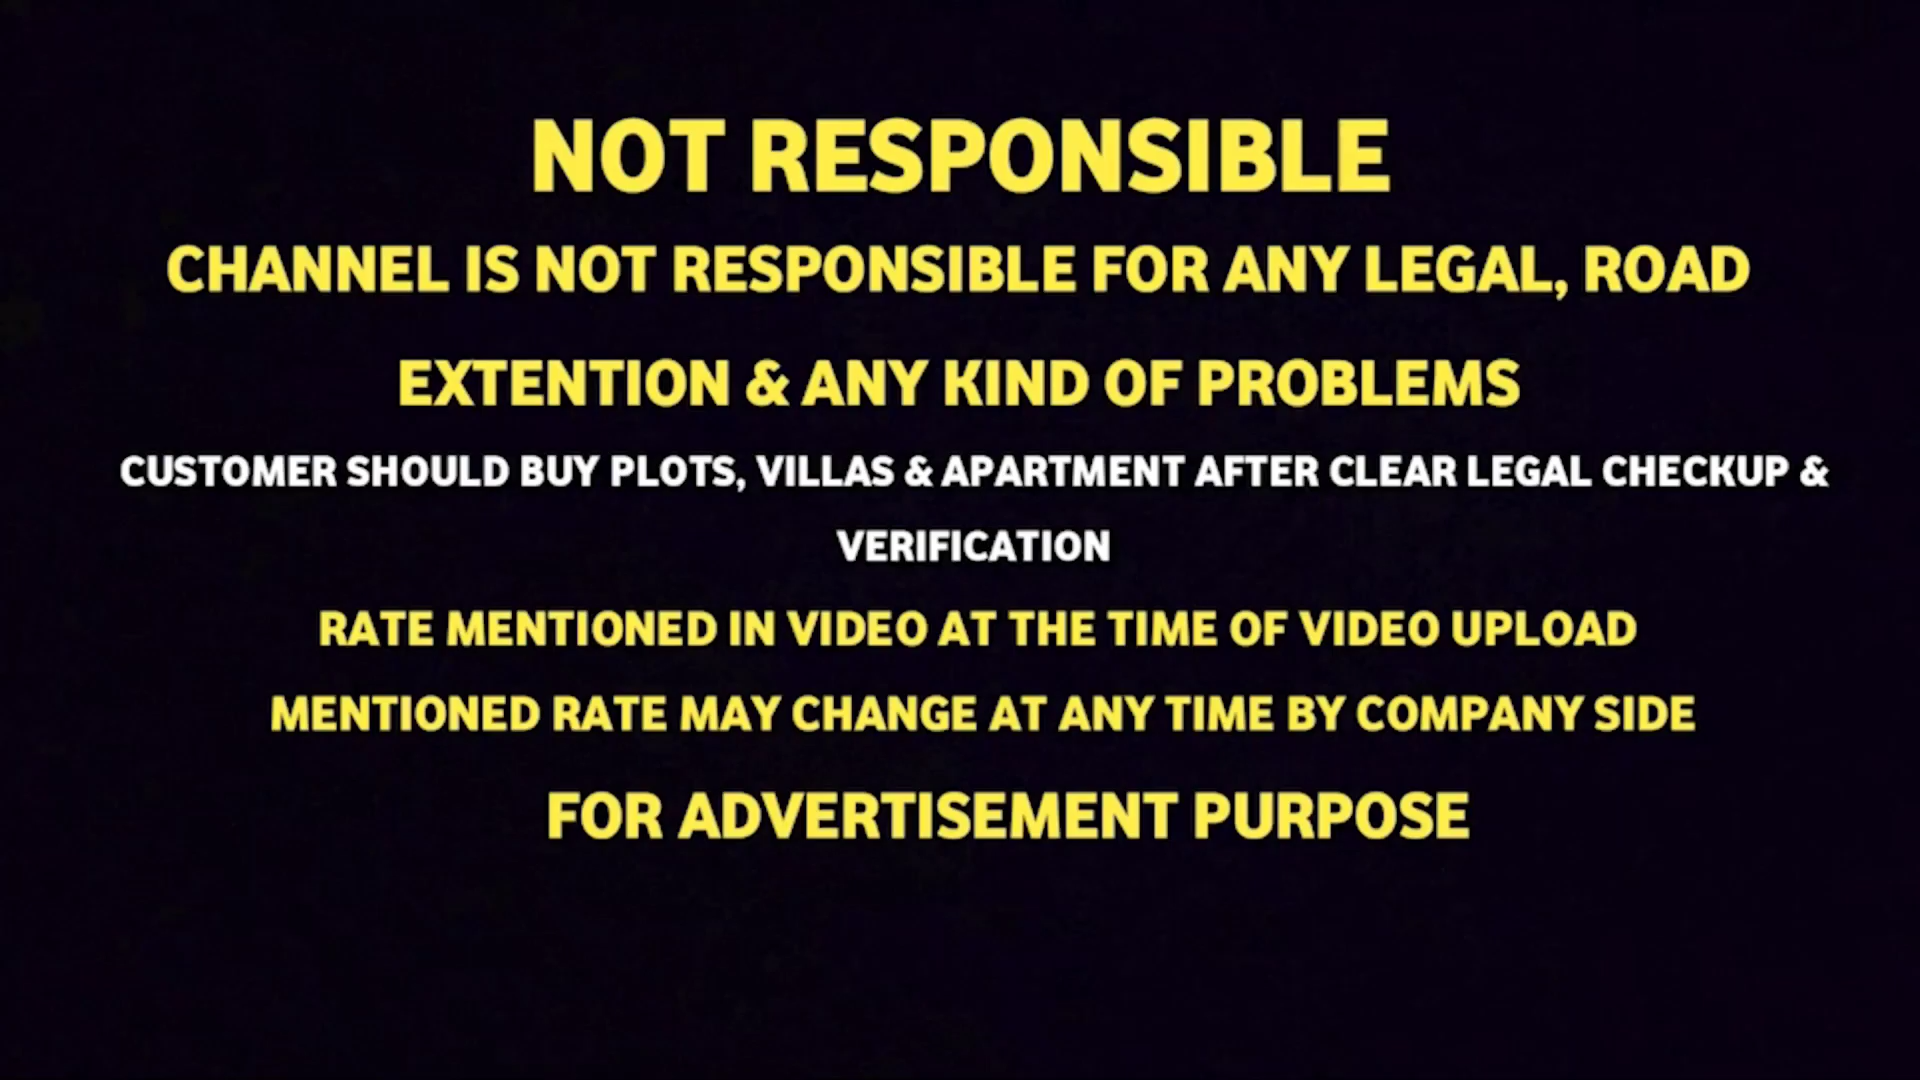 NOT RESPONSIBLE
CHANNEL IS NOT RESPONSIBLE FOR ANY LEGAL, ROAD
EXTENTION & ANY KIND OF PROBLEMS
CUSTOMER SHOULD BUY PLOTS, VILLAS & APARTMENT AFTER CLEAR LEGAL CHECKUP &
VERIFICATION
RATE MENTIONED IN VIDEO AT THE TIME OF VIDEO UPLOAD
MENTIONED RATE MAY CHANGE AT ANY TIME BY COMPANY SIDE
FOR ADVERTISEMENT PURPOSE